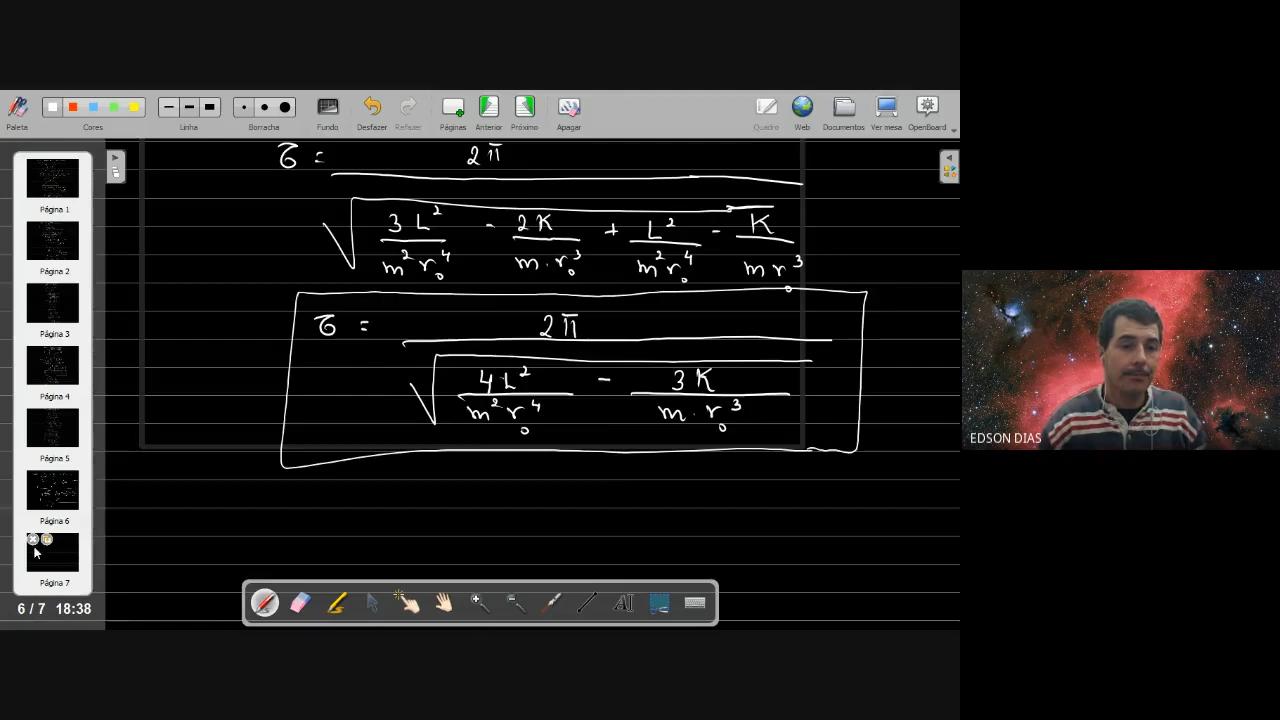 Paleta Cores Linha Borracha Fundo Desfazer Refazer Páginas Anterior Próximo Apagar Quadro Web Documentos Ver mesa OpenBoard
τ = 2π
√ 3L²/m²r₀⁴ - 2K/m·r₀³ + L²/m²r₀⁴ - K/mr₀³
τ = 2π
√ 4L²/m²r₀⁴ - 3K/m·r₀³
Página 1
Página 2
Página 3
Página 4
Página 5
Página 6
Página 7
6 / 7 18:38
AI
EDSON DIAS